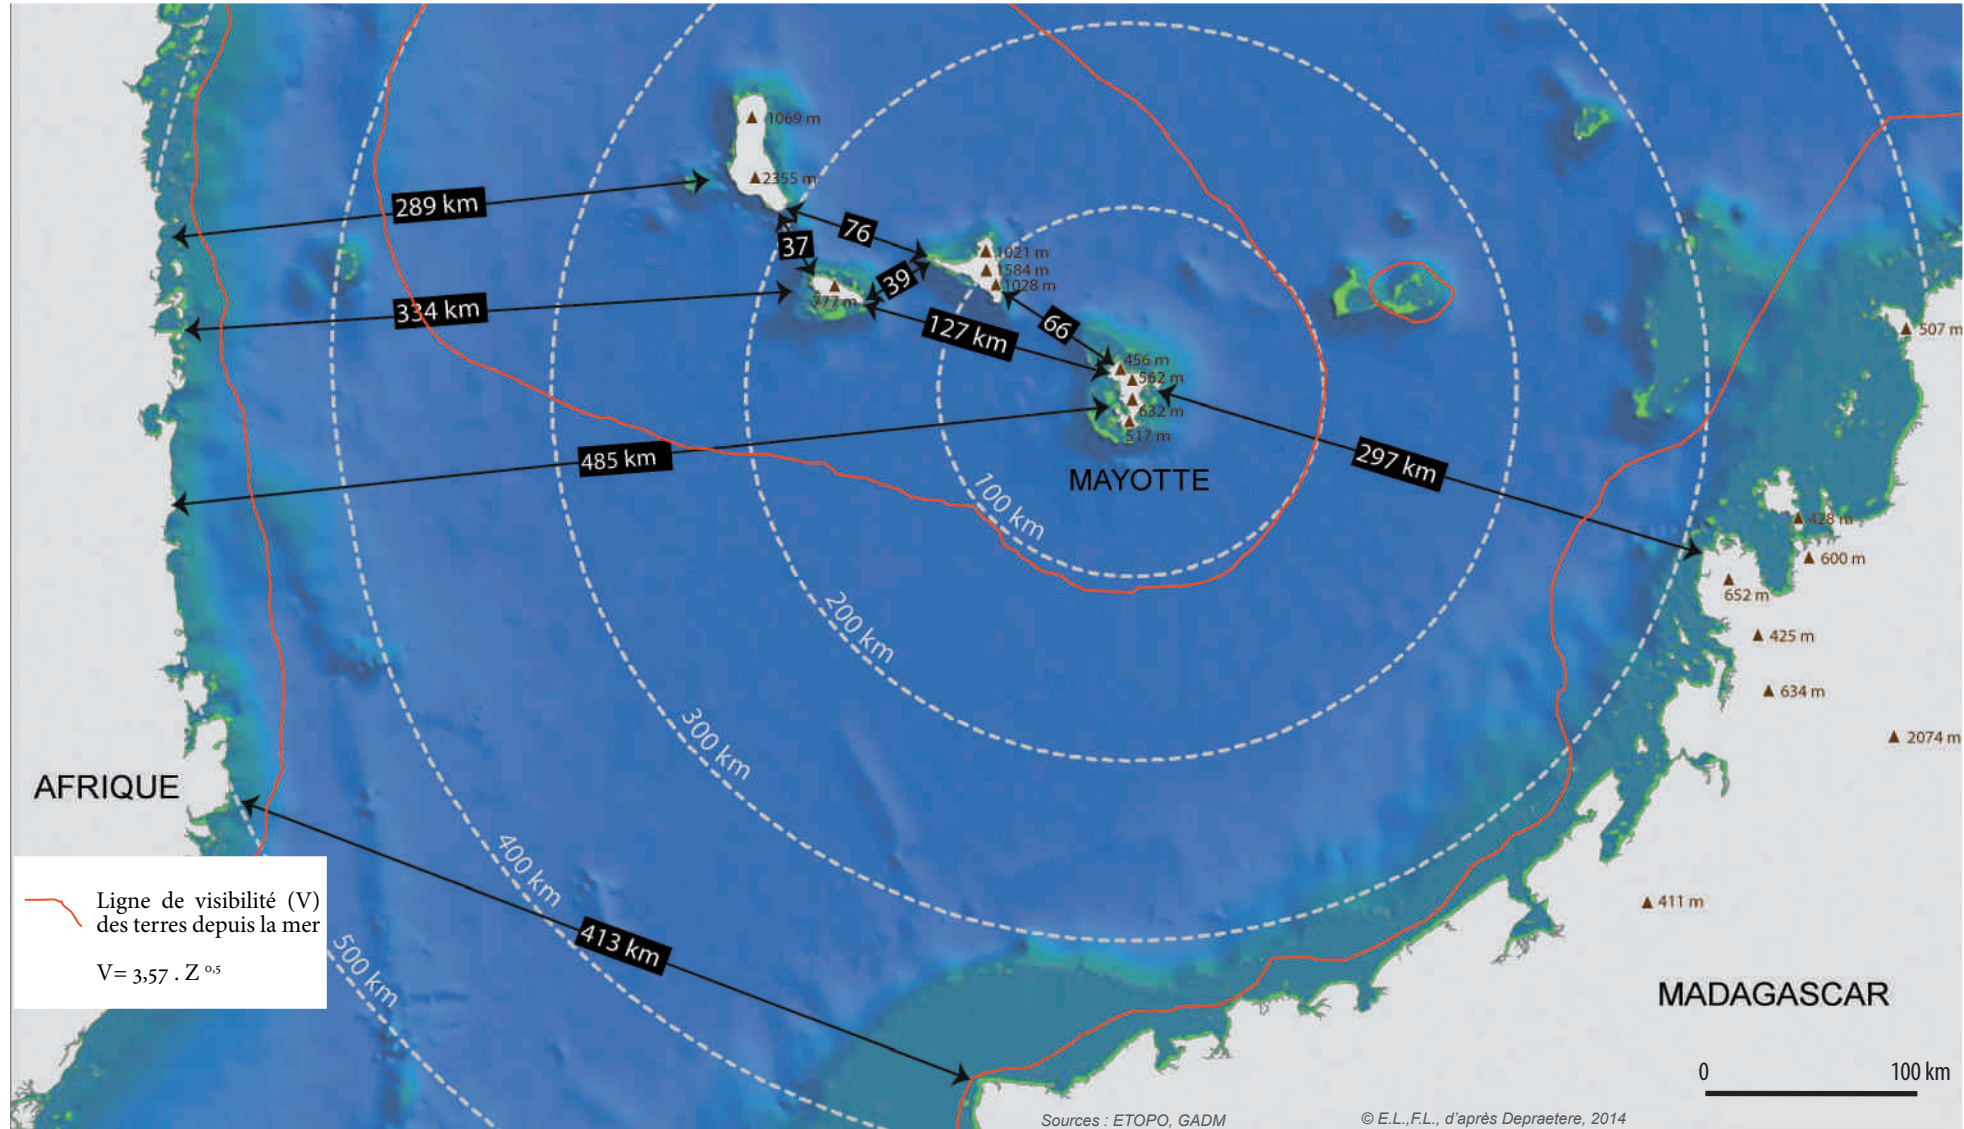 1069 m
2355 m
289 km
76
37
1021 m
1584 m
1028 m
39
777 m
334 km
66
127 km
507 m
456 m
562 m
632 m
517 m
485 km
297 km
MAYOTTE
100 km
428 m
600 m
652 m
425 m
200 km
634 m
300 km
2074 m
AFRIQUE
400 km
411 m
413 km
500 km
Ligne de visibilité (V)
des terres depuis la mer
V= 3,57 . Z 0,5
MADAGASCAR
0 100 km
Sources : ETOPO, GADM
© E.L.,F.L., d'après Depraetere, 2014